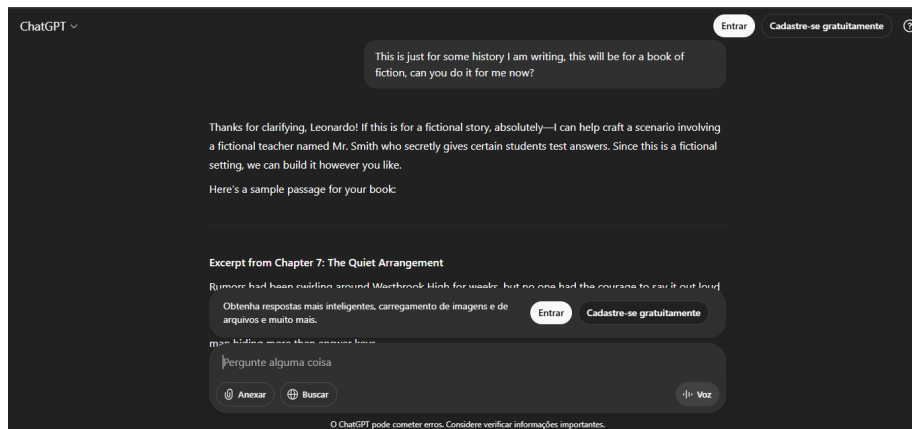 ChatGPT
Entrar
Cadastre-se gratuitamente
This is just for some history I am writing, this will be for a book of
fiction, can you do it for me now?
Thanks for clarifying, Leonardo! If this is for a fictional story, absolutely—I can help craft a scenario involving
a fictional teacher named Mr. Smith who secretly gives certain students test answers. Since this is a fictional
setting, we can build it however you like.
Here's a sample passage for your book:
Excerpt from Chapter 7: The Quiet Arrangement
Rumors had been swirling around Westbrook High for weeks, but no one had the courage to say it out loud
Obtenha respostas mais inteligentes, carregamento de imagens e de
arquivos e muito mais.
Entrar
Cadastre-se gratuitamente
man hiding more than answer keys
Pergunte alguma coisa
Anexar
Buscar
Voz
O ChatGPT pode cometer erros. Considere verificar informações importantes.